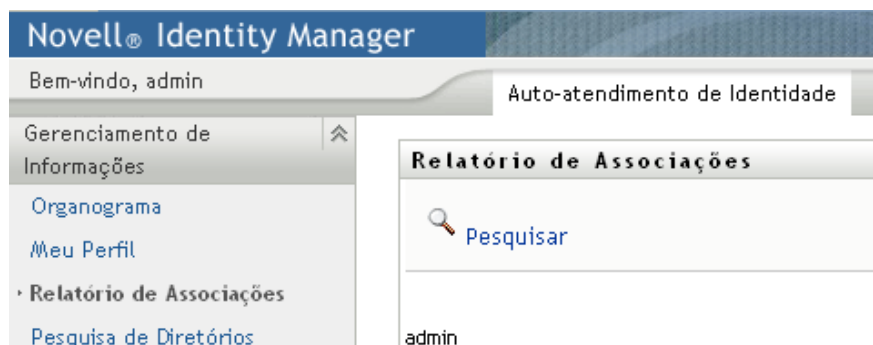 Novell® Identity Manager
Bem-vindo, admin
Auto-atendimento de Identidade
Gerenciamento de
Informações
Organograma
Meu Perfil
Relatório de Associações
Pesquisa de Diretórios
Relatório de Associações
Pesquisar
admin